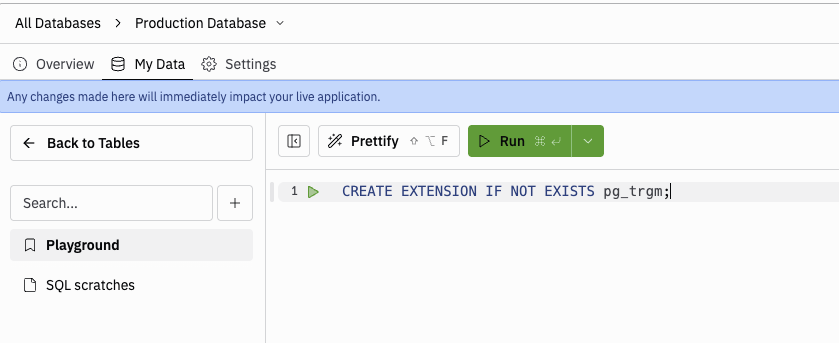 All Databases > Production Database
Overview My Data Settings
Any changes made here will immediately impact your live application.
Back to Tables
Prettify ⇧ ⌥ F Run ⌘ ↵
Search... +
1 CREATE EXTENSION IF NOT EXISTS pg_trgm;
Playground
SQL scratches